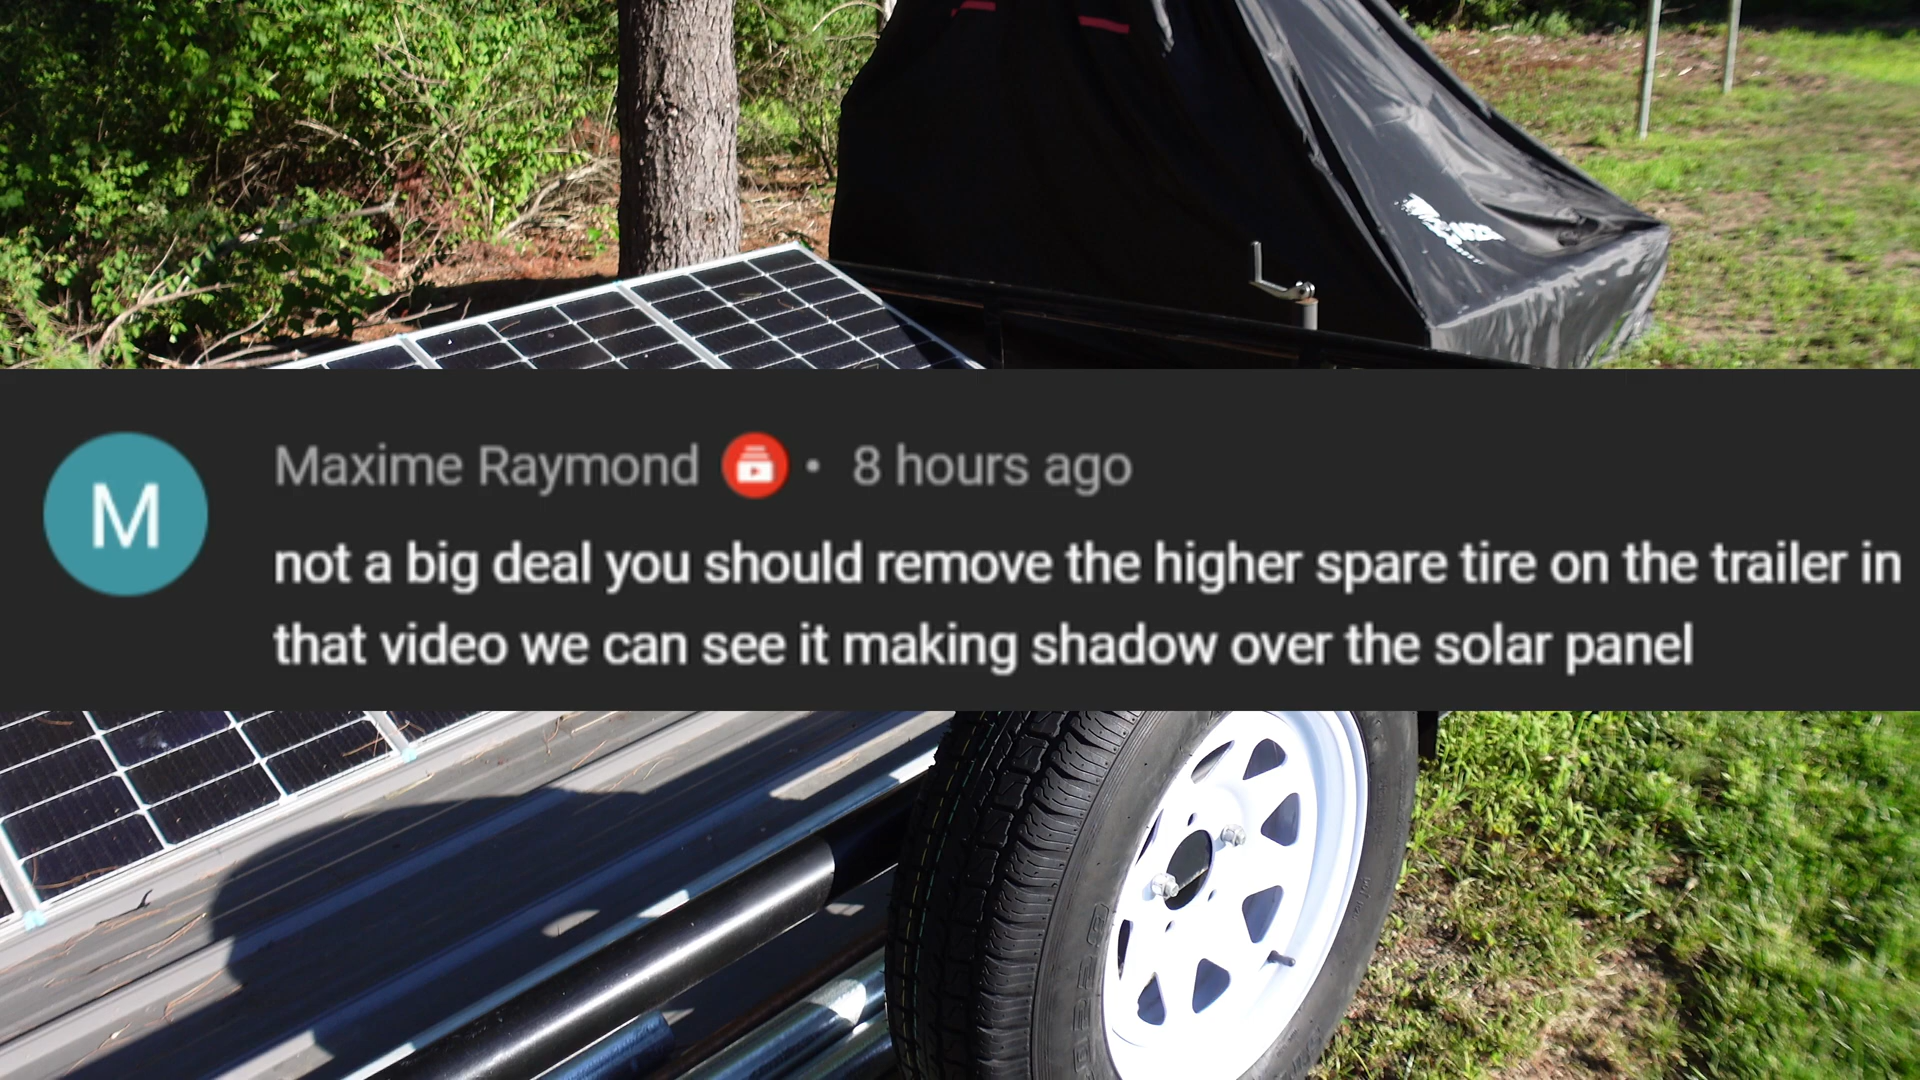 M
Maxime Raymond • 8 hours ago
not a big deal you should remove the higher spare tire on the trailer in
that video we can see it making shadow over the solar panel